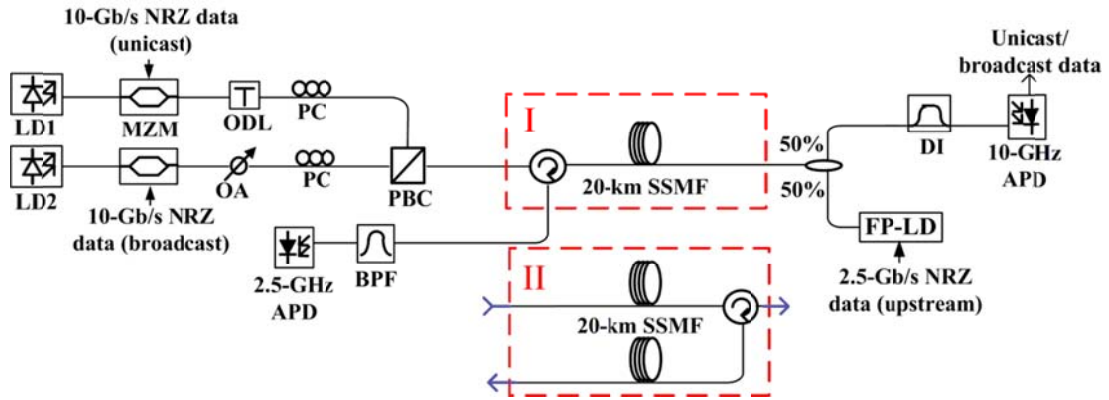 10-Gb/s NRZ data
(unicast)
LD1
MZM
ODL
PC
LD2
OA
PC
PBC
10-Gb/s NRZ
data (broadcast)
2.5-GHz
APD
BPF
I
20-km SSMF
II
20-km SSMF
50%
50%
DI
Unicast/
broadcast data
10-GHz
APD
FP-LD
2.5-Gb/s NRZ
data (upstream)